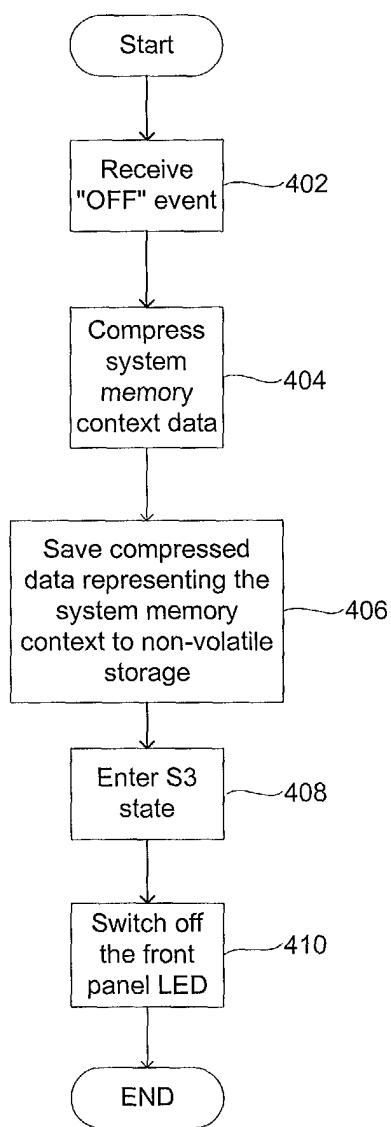 Start
Receive
"OFF" event
402
Compress
system
memory
context data
404
Save compressed
data representing the
system memory
context to non-volatile
storage
406
Enter S3
state
408
Switch off
the front
panel LED
410
END